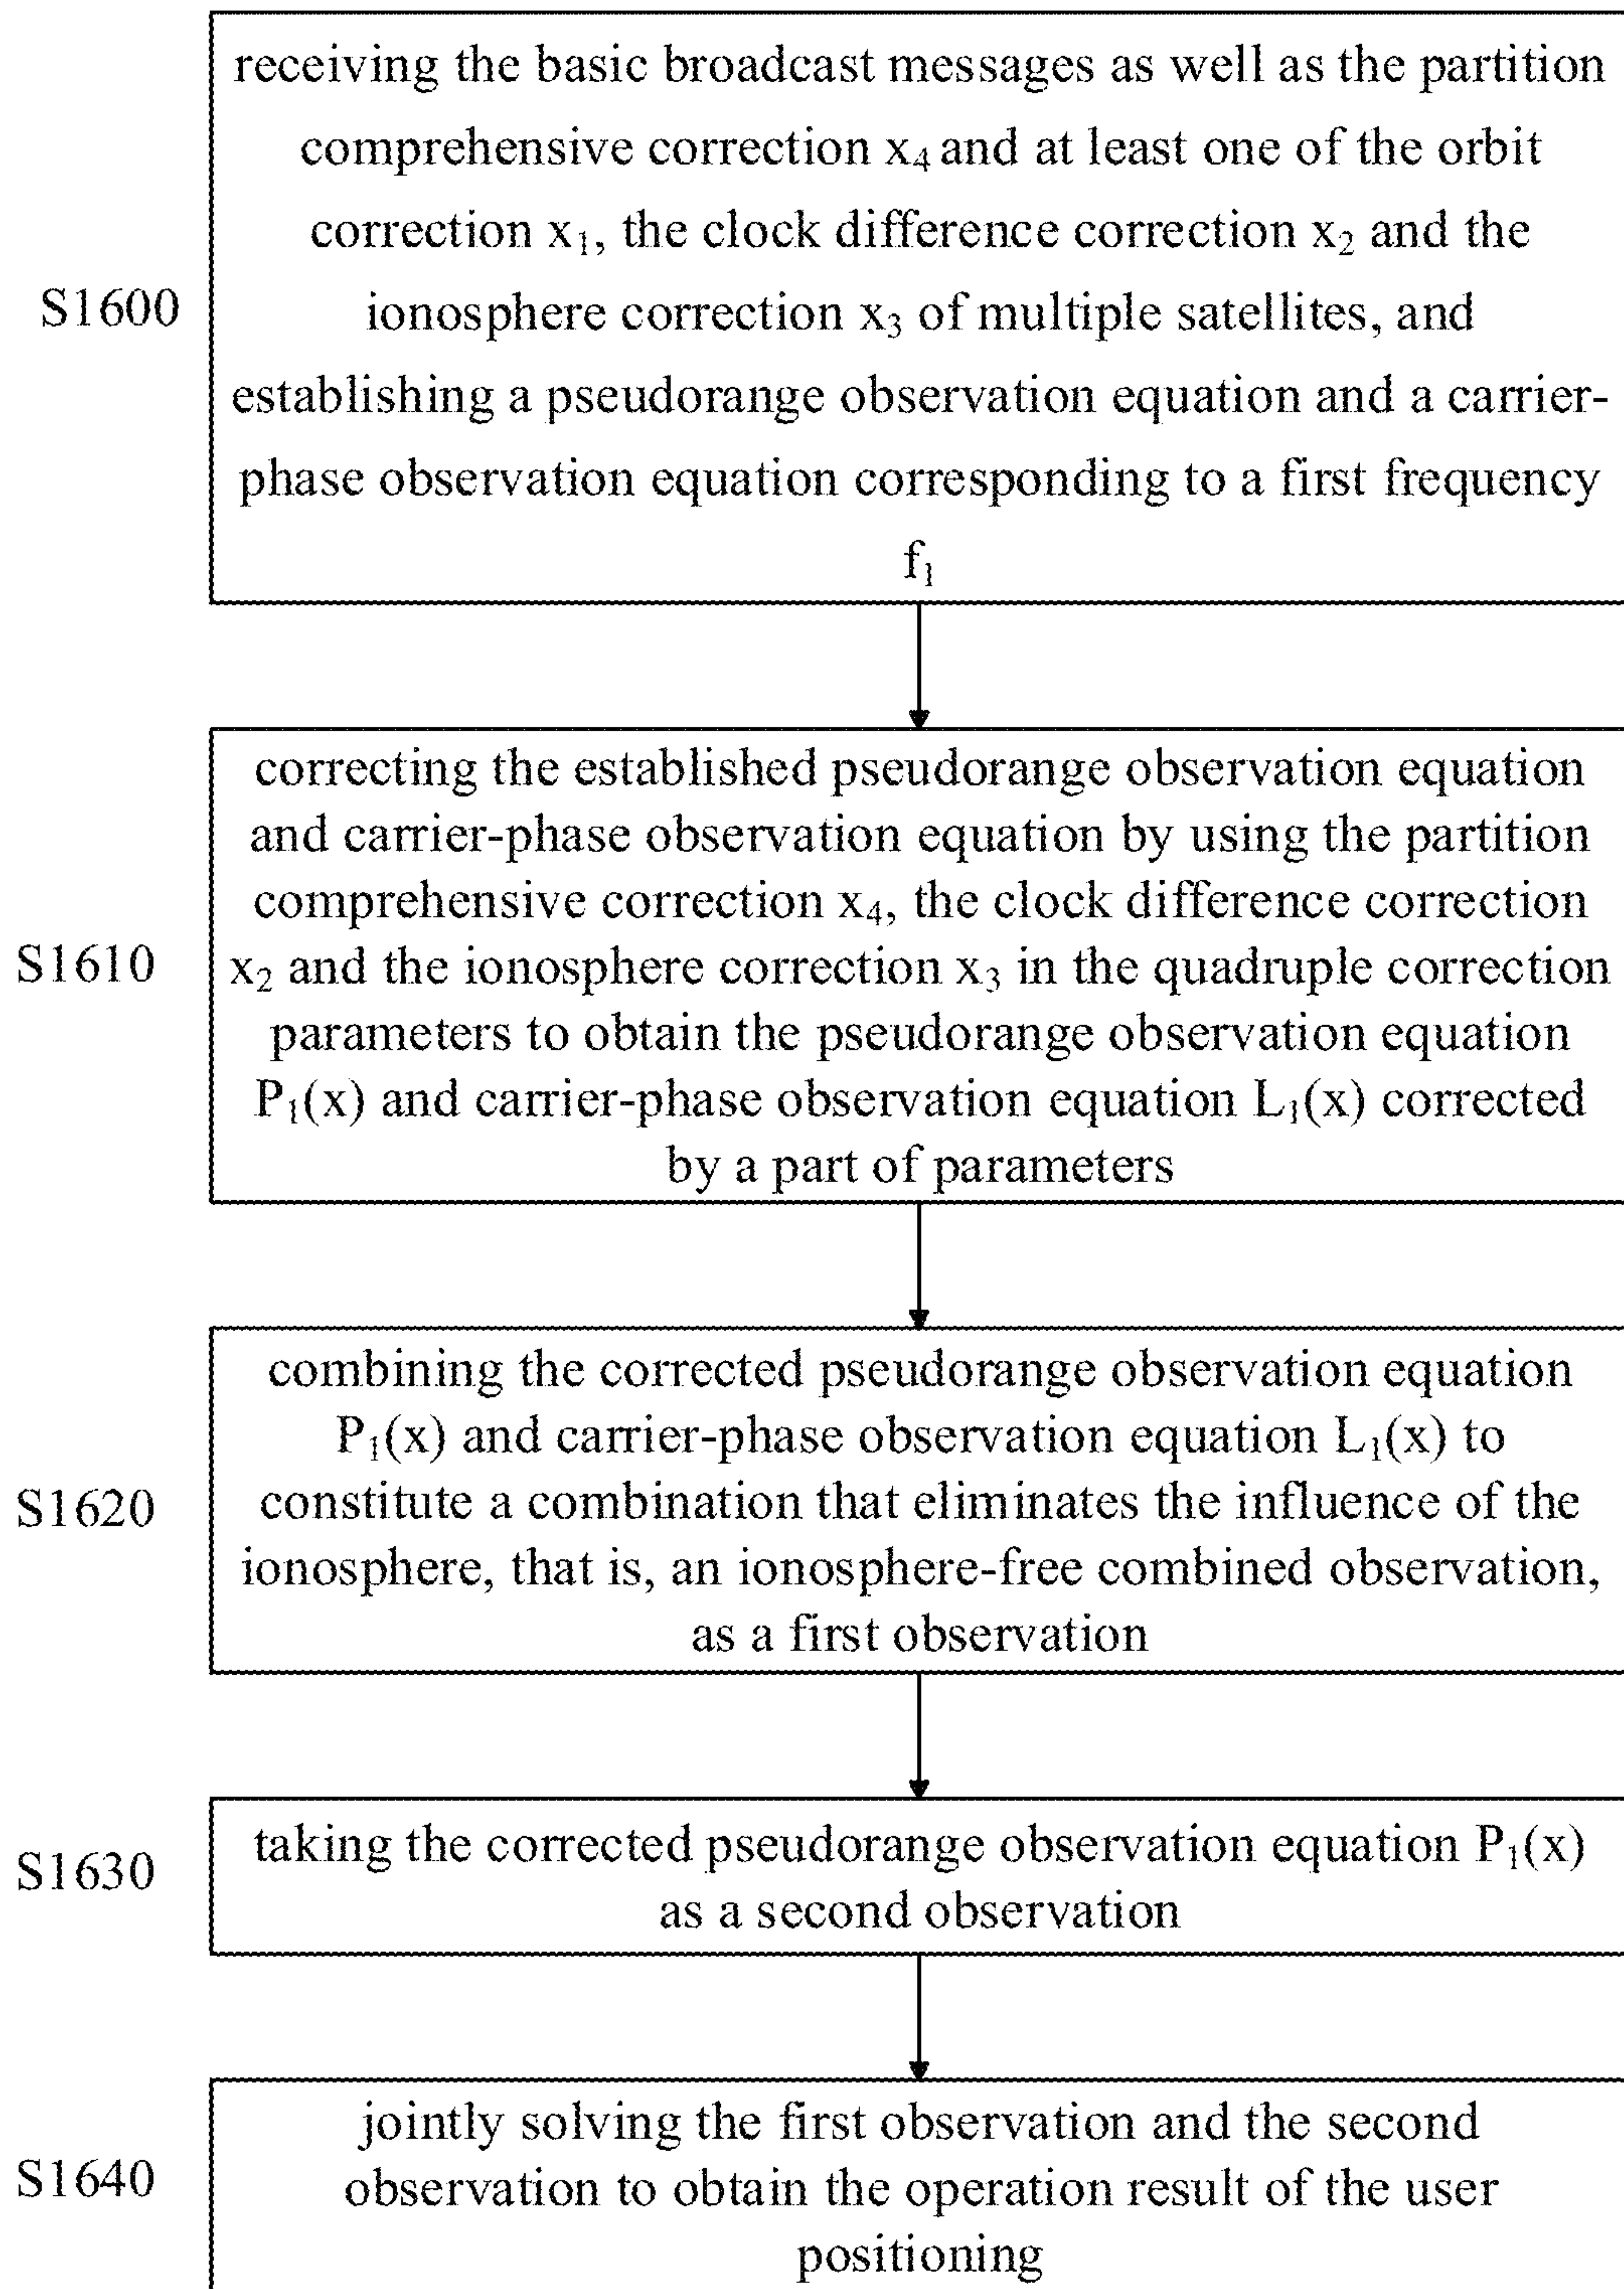 receiving the basic broadcast messages as well as the partition
comprehensive correction x₄ and at least one of the orbit
correction x₁, the clock difference correction x₂ and the
S1600
ionosphere correction x₃ of multiple satellites, and
establishing a pseudorange observation equation and a carrier-
phase observation equation corresponding to a first frequency
f₁
correcting the established pseudorange observation equation
and carrier-phase observation equation by using the partition
comprehensive correction x₄, the clock difference correction
S1610
x₂ and the ionosphere correction x₃ in the quadruple correction
parameters to obtain the pseudorange observation equation
P₁(x) and carrier-phase observation equation L₁(x) corrected
by a part of parameters
combining the corrected pseudorange observation equation
P₁(x) and carrier-phase observation equation L₁(x) to
S1620
constitute a combination that eliminates the influence of the
ionosphere, that is, an ionosphere-free combined observation,
as a first observation
S1630
taking the corrected pseudorange observation equation P₁(x)
as a second observation
jointly solving the first observation and the second
S1640
observation to obtain the operation result of the user
positioning